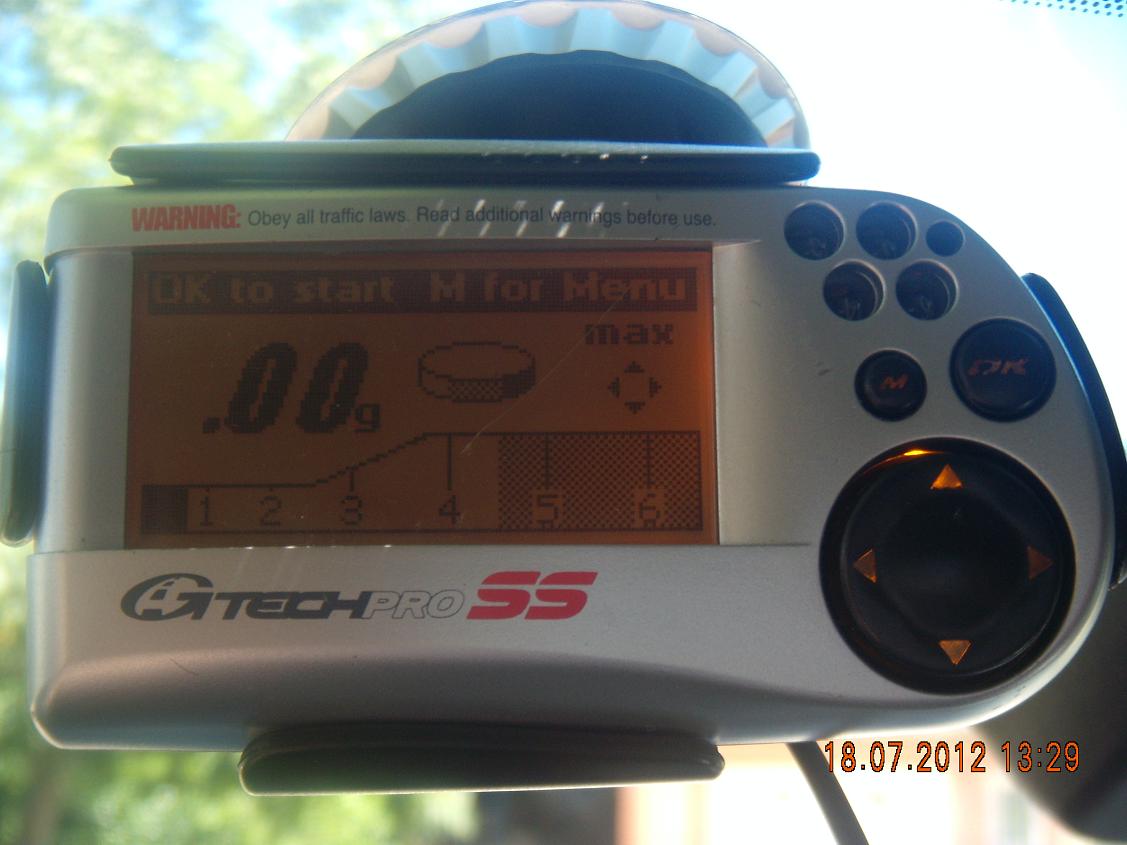 WARNING: Obey all traffic laws. Read additional warnings before use.
OK to start M for Menu
max
.00g
1 2 3 4 5 6
M
OK
GTECHPRO SS
18.07.2012 13:29